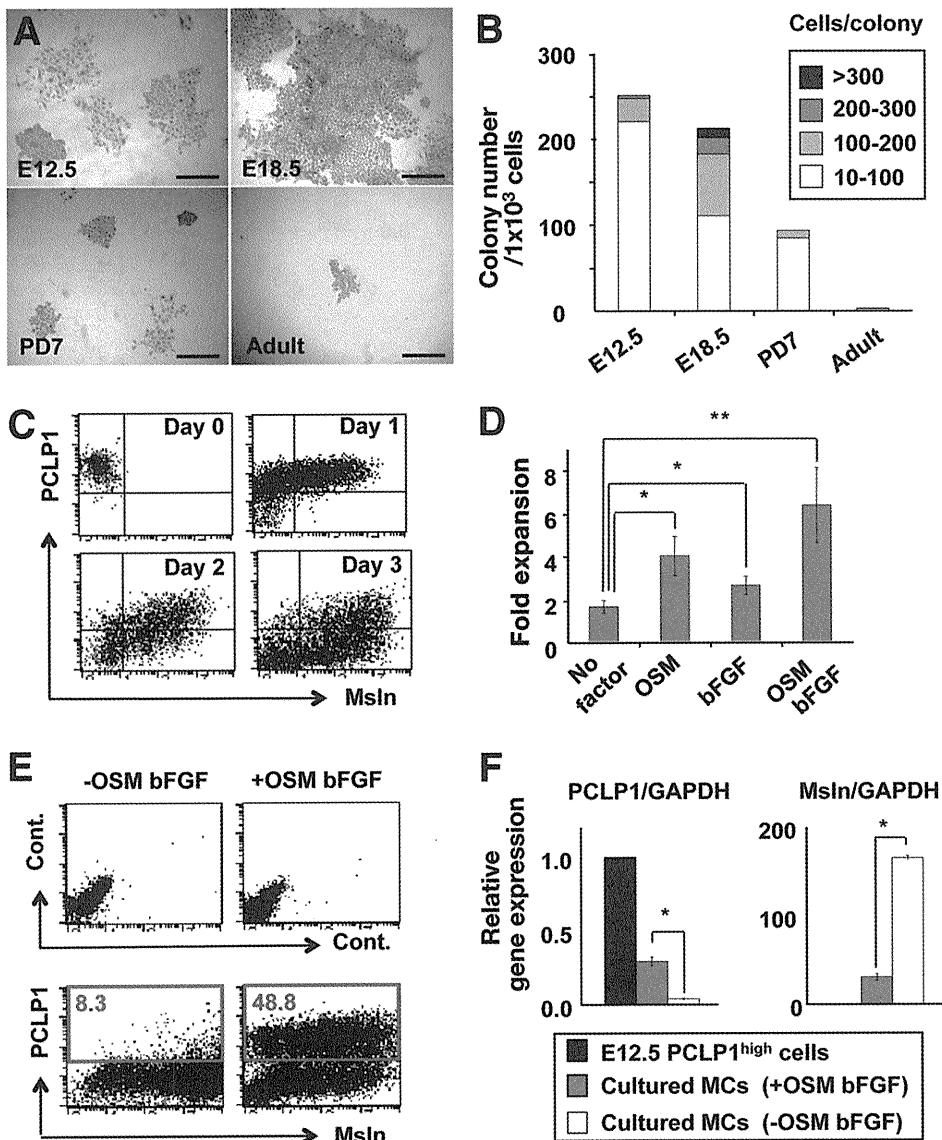 A
E12.5
E18.5
PD7
Adult
B
Cells/colony
>300
200-300
100-200
10-100
Colony number
/1x10³ cells
300
200
100
0
E12.5
E18.5
PD7
Adult
C
PCLP1
Day 0
Day 1
Day 2
Day 3
Msln
D
Fold expansion
8
6
4
2
0
**
*
*
No
factor
OSM
bFGF
OSM
bFGF
E
-OSM bFGF
+OSM bFGF
Cont.
Cont.
PCLP1
8.3
48.8
Msln
F
PCLP1/GAPDH
Msln/GAPDH
Relative
gene expression
1.0
0.5
0.0
*
200
100
0
*
E12.5 PCLP1high cells
Cultured MCs (+OSM bFGF)
Cultured MCs (-OSM bFGF)